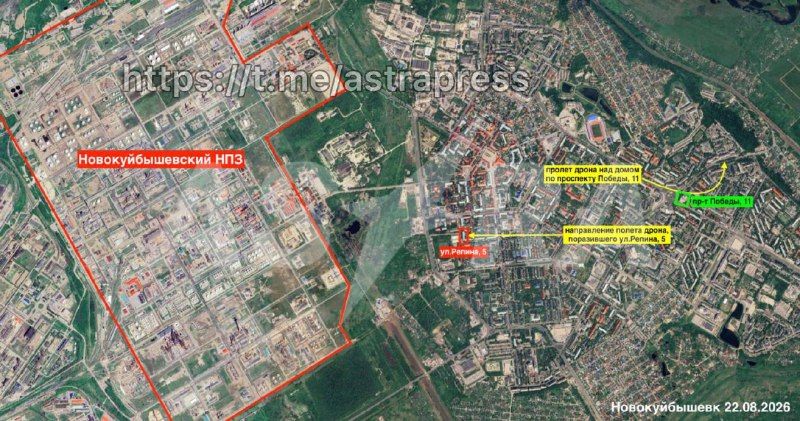 https://t.me/astrapress
Новокуйбышевский НПЗ
пролет дрона над домом
по проспекту Победы, 11
пр-т Победы, 11
направление полета дрона,
поразившего ул.Репина, 5
ул.Репина, 5
Новокуйбышевк 22.08.2026